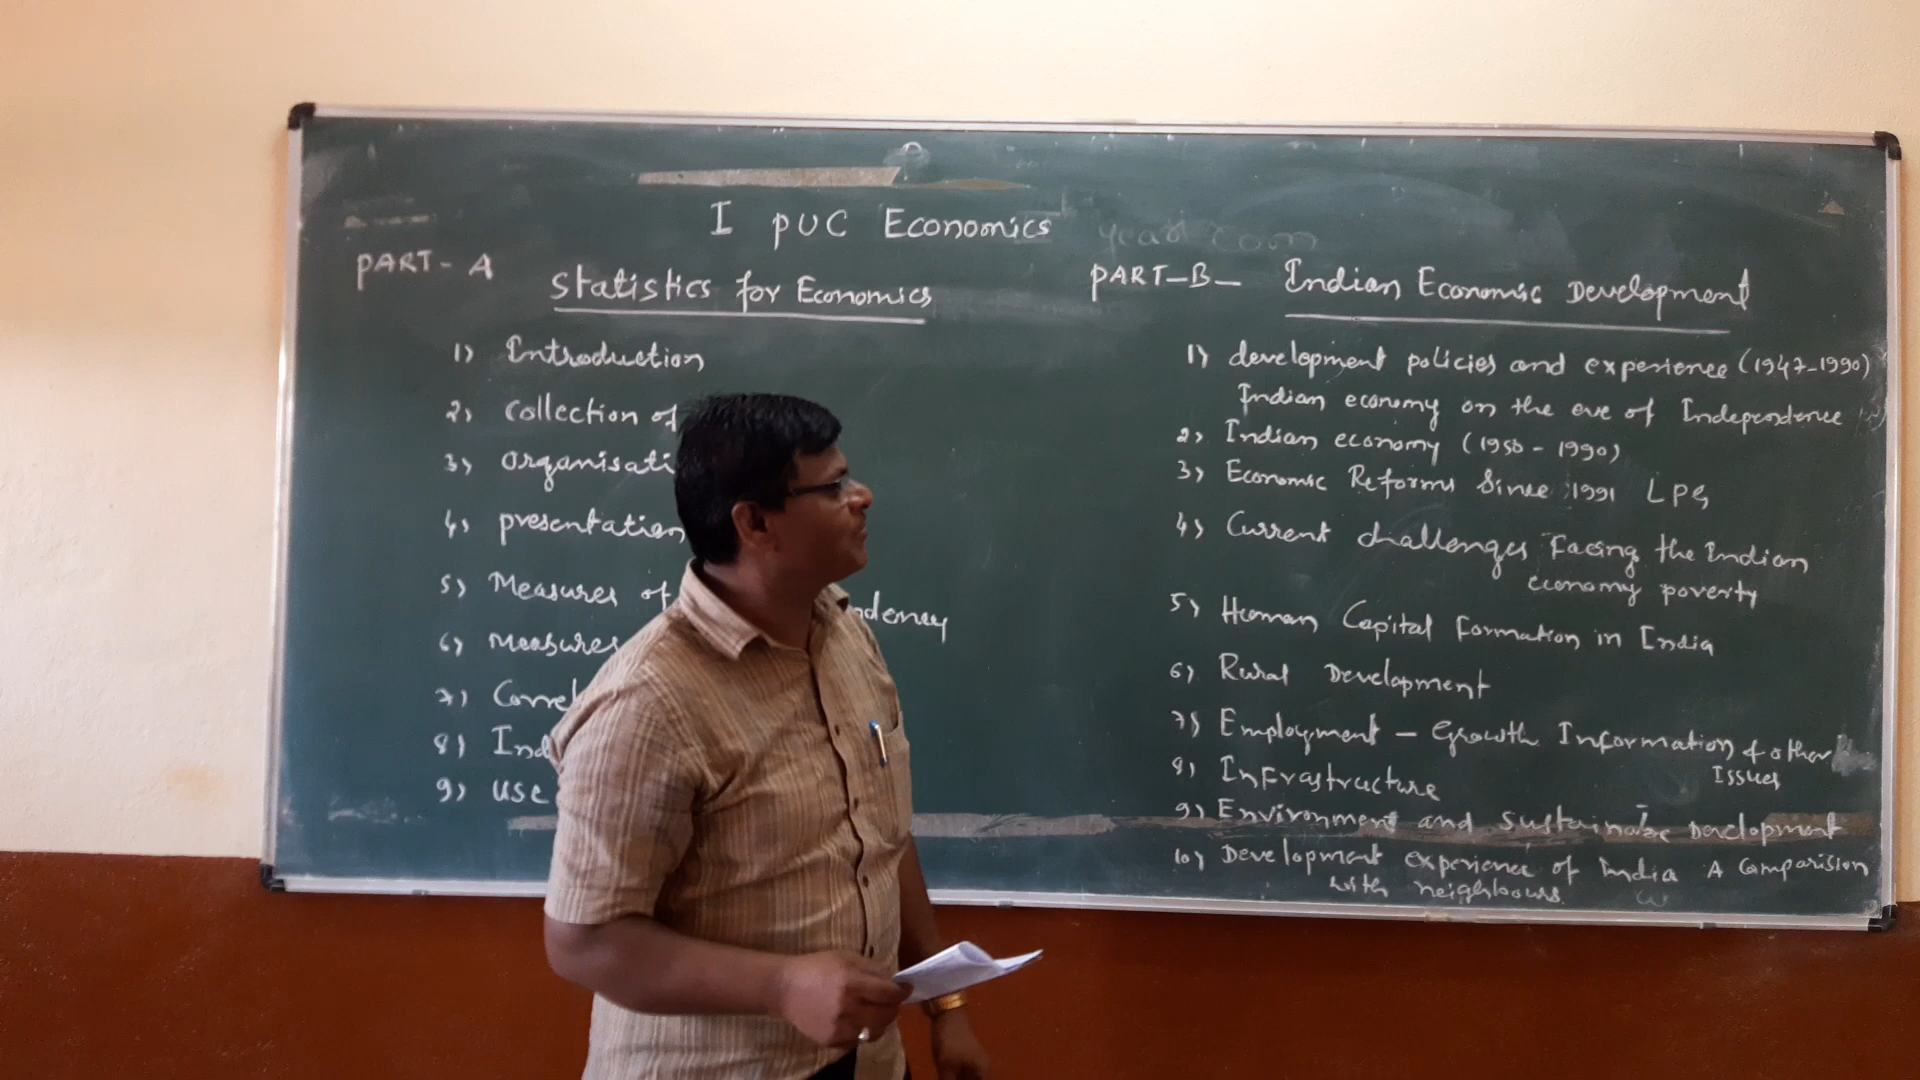 I PUC Economics
PART- A
Statistics for Economics
1) Introduction
2) collection of
3) organisati
4) presentation
5) Measures of ndency
6) Measures
7) Correl
8) Ind
9) use
PART-B- Indian Economic Development
1) development policies and experience (1947-1990)
Indian economy on the eve of Independence
2) Indian economy (1950 - 1990)
3) Economic Reforms Since 1991 LPG
4) Current challenges Facing the Indian
economy poverty
5) Human Capital Formation in India
6) Rural Development
7) Employment - Growth Information & other
Issues
8) Infrastructure
9) Environment and Development
10) Development experience of India A Comparision
with neighbours.